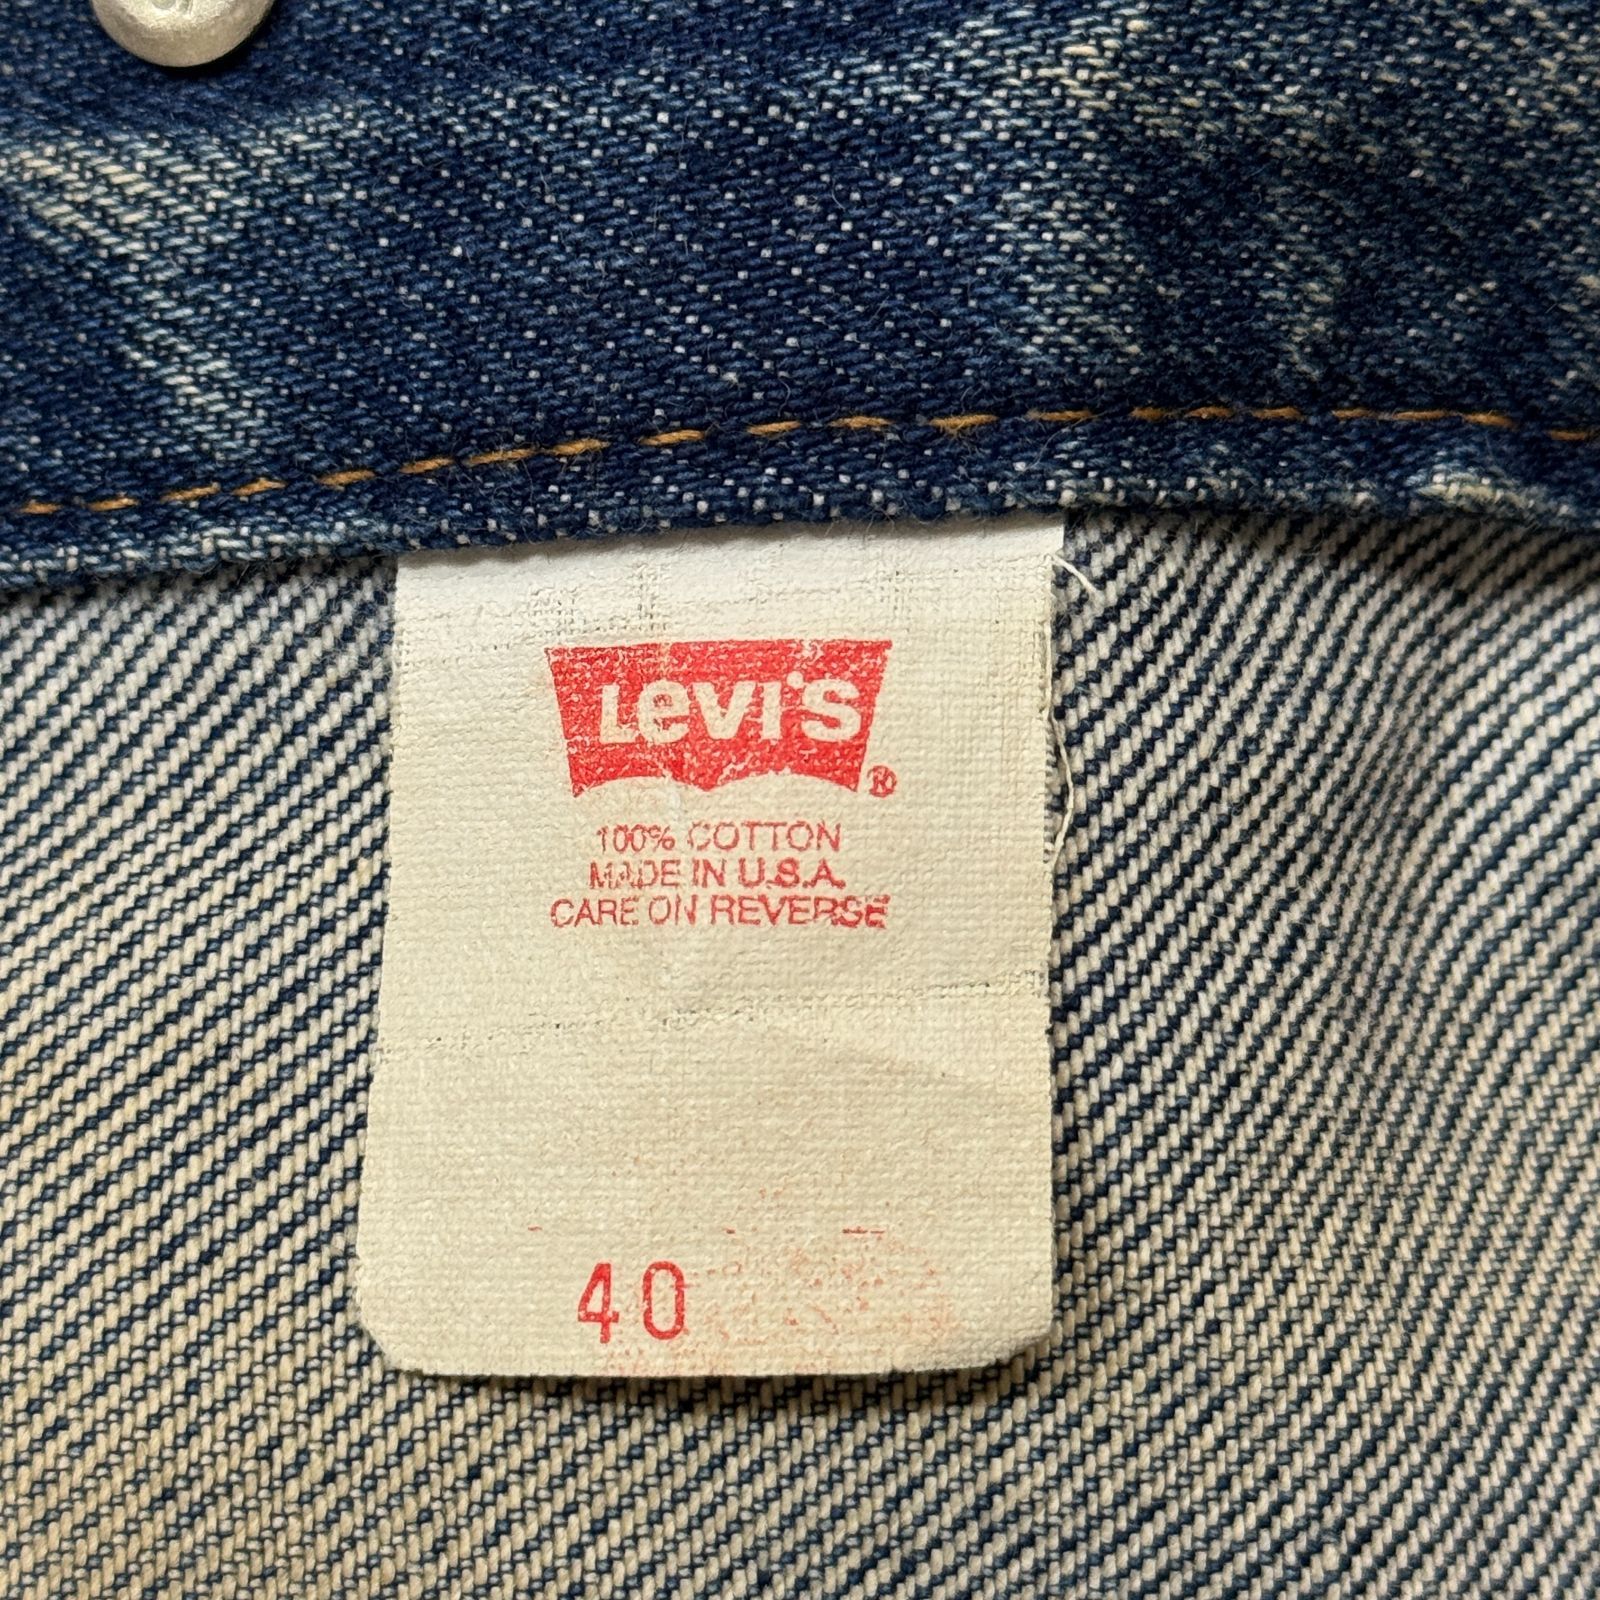 Levi's®
100% COTTON
MADE IN U.S.A.
CARE ON REVERSE
40